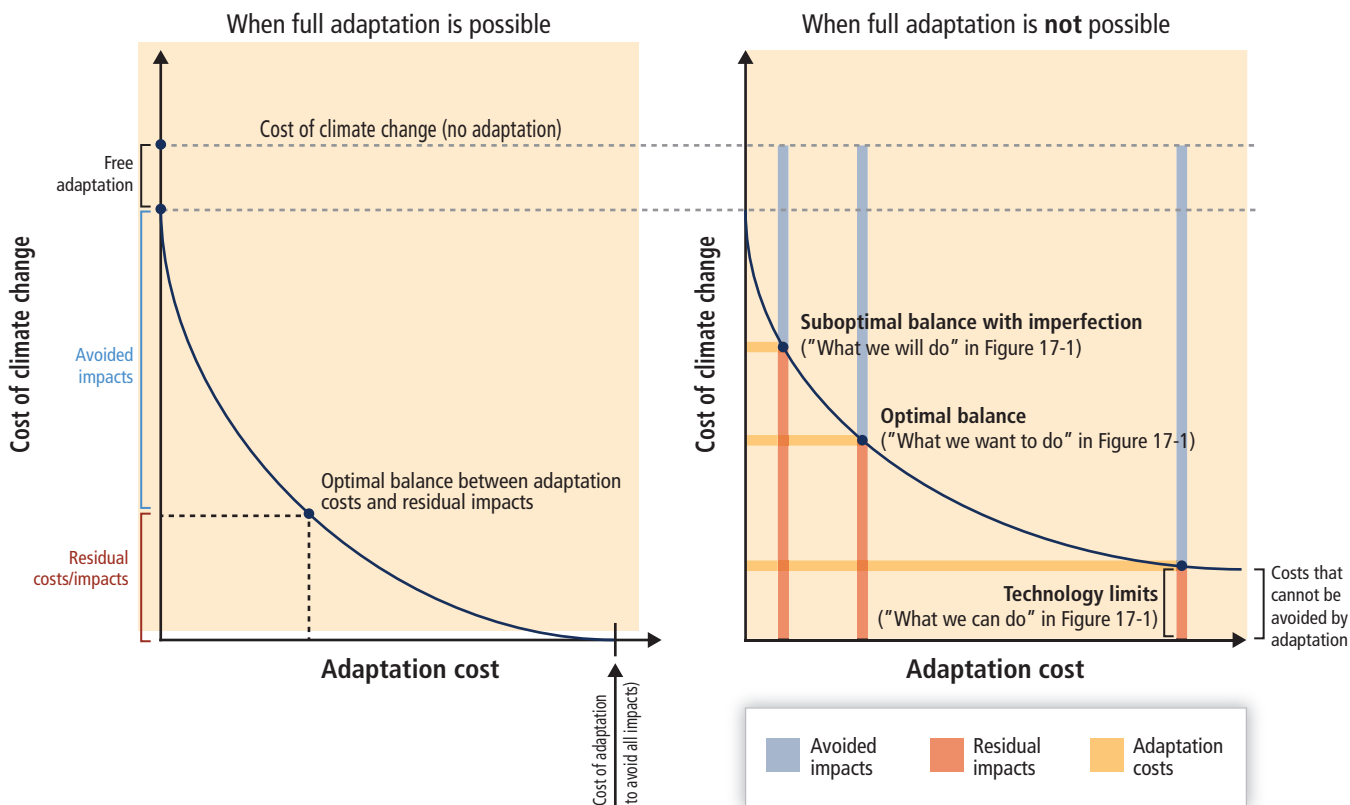 When full adaptation is possible
Cost of climate change (no adaptation)
Free
adaptation
Cost of climate change
Avoided
impacts
Optimal balance between adaptation
costs and residual impacts
Residual
costs/impacts
Adaptation cost
Cost of adaptation
to avoid all impacts)
When full adaptation is not possible
Cost of climate change
Suboptimal balance with imperfection
("What we will do" in Figure 17-1)
Optimal balance
("What we want to do" in Figure 17-1)
Technology limits
("What we can do" in Figure 17-1)
Costs that
cannot be
avoided by
adaptation
Adaptation cost
Avoided
impacts
Residual
impacts
Adaptation
costs